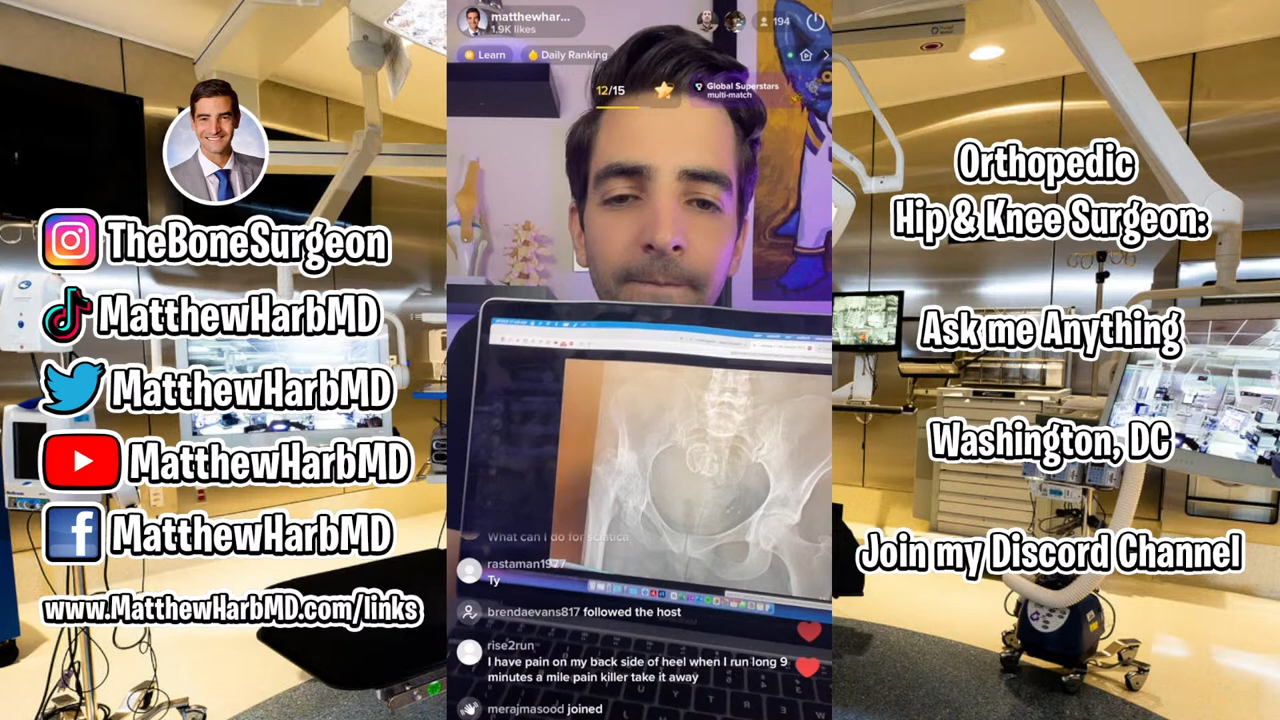 TheBoneSurgeon
MatthewHarbMD
MatthewHarbMD
MatthewHarbMD
MatthewHarbMD
www.MatthewHarbMD.com/links
matthewhar...
1.9K likes
194
Learn
Daily Ranking
12/15
Global Superstars
multi-match
What can I do for sciatica
rastaman1977
Ty
brendaevans817 followed the host
rise2run
I have pain on my back side of heel when I run long 9
minutes a mile pain killer take it away
merajmasood joined
Orthopedic
Hip & Knee Surgeon:
Ask me Anything
Washington, DC
Join my Discord Channel